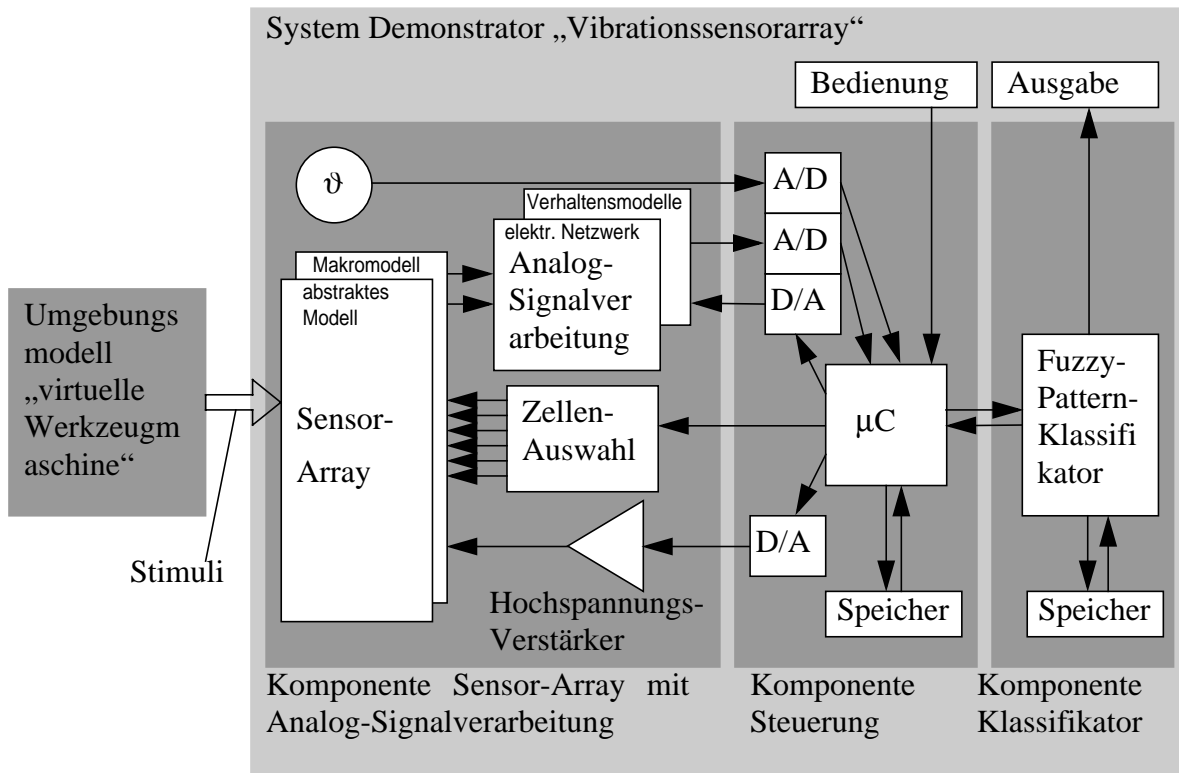 System Demonstrator „Vibrationssensorarray“
Bedienung
Ausgabe
ϑ
A/D
Verhaltensmodelle
elektr. Netzwerk
Analog-
Signalver
arbeitung
A/D
D/A
Makromodell
abstraktes
Modell
Sensor-
Array
Umgebungs
modell
„virtuelle
Werkzeugm
aschine“
Stimuli
Zellen-
Auswahl
µC
Fuzzy-
Pattern-
Klassifi
kator
D/A
Hochspannungs-
Verstärker
Speicher
Speicher
Komponente Sensor-Array mit
Analog-Signalverarbeitung
Komponente
Steuerung
Komponente
Klassifikator